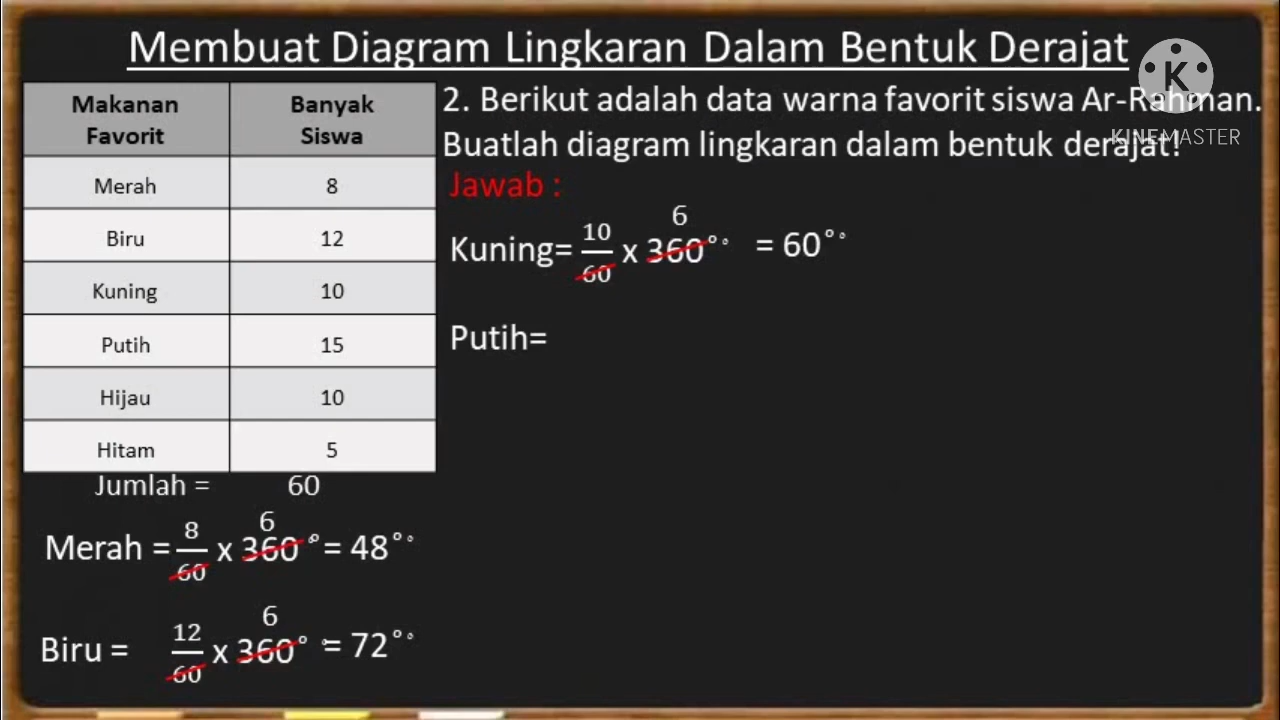 Membuat Diagram Lingkaran Dalam Bentuk Derajat
K
KINEMASTER
Makanan Favorit Banyak Siswa
Merah 8
Biru 12
Kuning 10
Putih 15
Hijau 10
Hitam 5
Jumlah = 60
Merah = 8/60 x 360° = 48°
6
Biru = 12/60 x 360° = 72°
6
2. Berikut adalah data warna favorit siswa Ar-Rahman.
Buatlah diagram lingkaran dalam bentuk derajat!
Jawab :
6
Kuning= 10/60 x 360° = 60°
Putih=